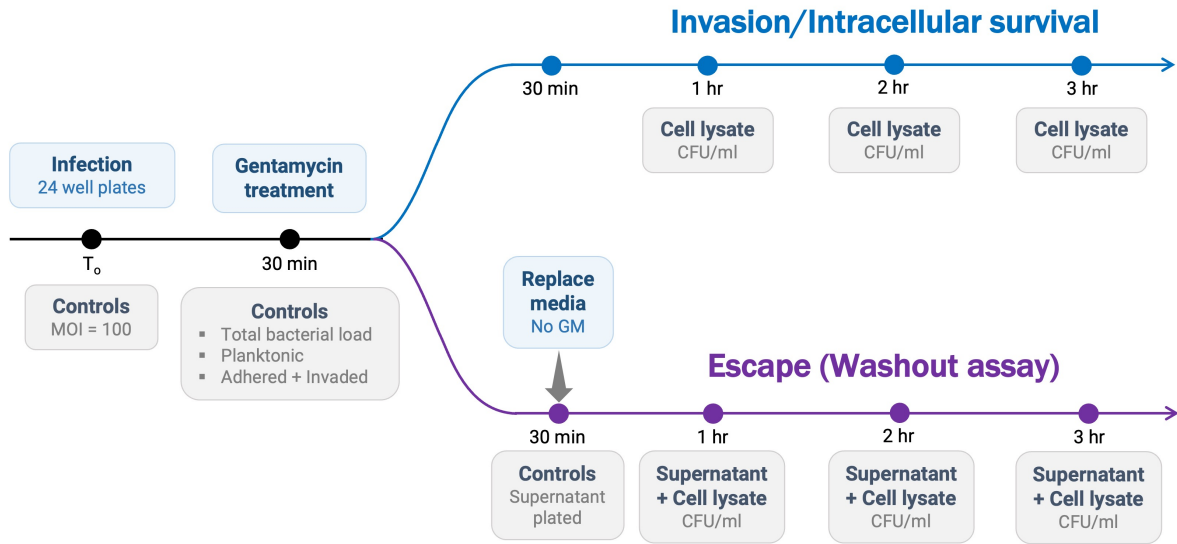 Invasion/Intracellular survival
30 min
1 hr
2 hr
3 hr
Cell lysate
CFU/ml
Cell lysate
CFU/ml
Cell lysate
CFU/ml
Infection
24 well plates
Gentamycin
treatment
T₀
30 min
Controls
MOI = 100
Controls
▪ Total bacterial load
▪ Planktonic
▪ Adhered + Invaded
Replace
media
No GM
Escape (Washout assay)
30 min
1 hr
2 hr
3 hr
Controls
Supernatant
plated
Supernatant
+ Cell lysate
CFU/ml
Supernatant
+ Cell lysate
CFU/ml
Supernatant
+ Cell lysate
CFU/ml